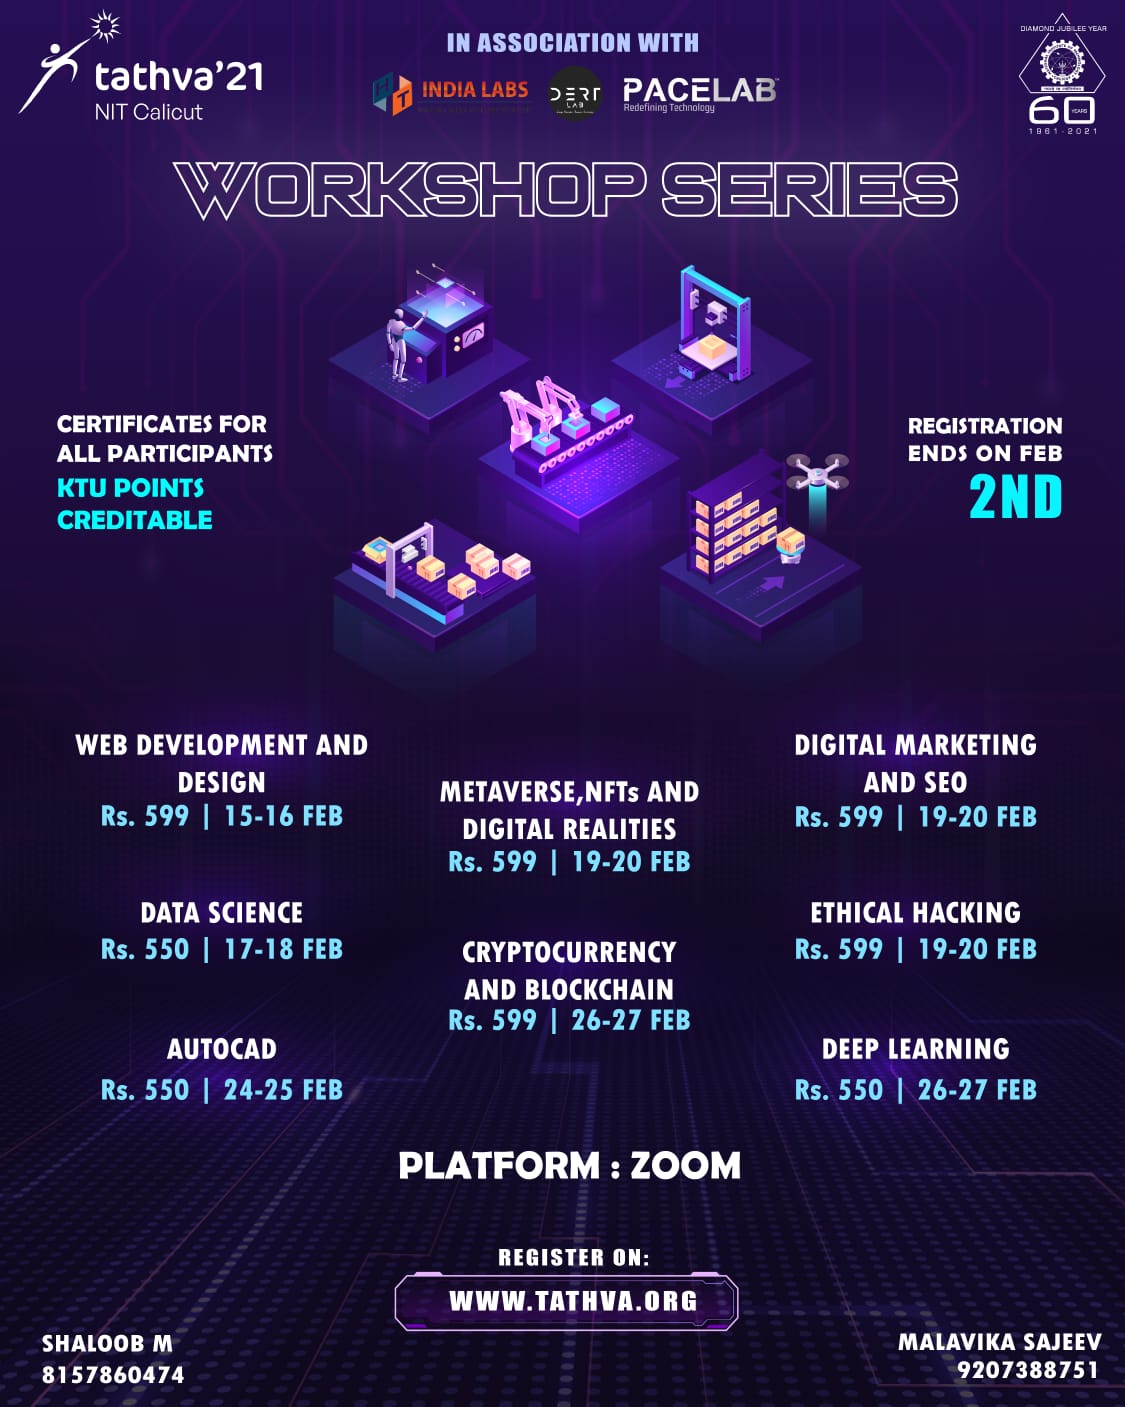 tathva'21
NIT Calicut
IN ASSOCIATION WITH
HT INDIA LABS
DERT
LAB
PACELAB
Redefining Technology
DIAMOND JUBILEE YEAR
60 YEARS
1961-2021
WORKSHOP SERIES
CERTIFICATES FOR
ALL PARTICIPANTS
KTU POINTS
CREDITABLE
REGISTRATION
ENDS ON FEB
2ND
WEB DEVELOPMENT AND
DESIGN
Rs. 599 | 15-16 FEB
METAVERSE,NFTs AND
DIGITAL REALITIES
Rs. 599 | 19-20 FEB
DIGITAL MARKETING
AND SEO
Rs. 599 | 19-20 FEB
DATA SCIENCE
Rs. 550 | 17-18 FEB
CRYPTOCURRENCY
AND BLOCKCHAIN
Rs. 599 | 26-27 FEB
ETHICAL HACKING
Rs. 599 | 19-20 FEB
AUTOCAD
Rs. 550 | 24-25 FEB
DEEP LEARNING
Rs. 550 | 26-27 FEB
PLATFORM : ZOOM
REGISTER ON:
WWW.TATHVA.ORG
SHALOOB M
8157860474
MALAVIKA SAJEEV
9207388751